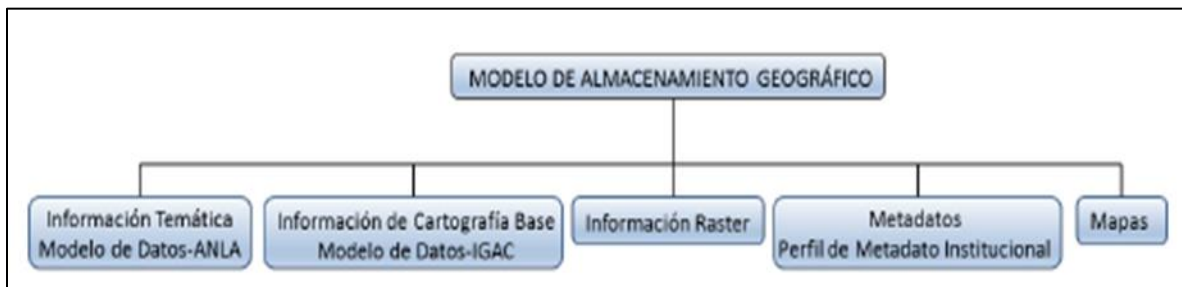 MODELO DE ALMACENAMIENTO GEOGRÁFICO
Información Temática
Modelo de Datos-ANLA
Información de Cartografía Base
Modelo de Datos-IGAC
Información Raster
Metadatos
Perfil de Metadato Institucional
Mapas